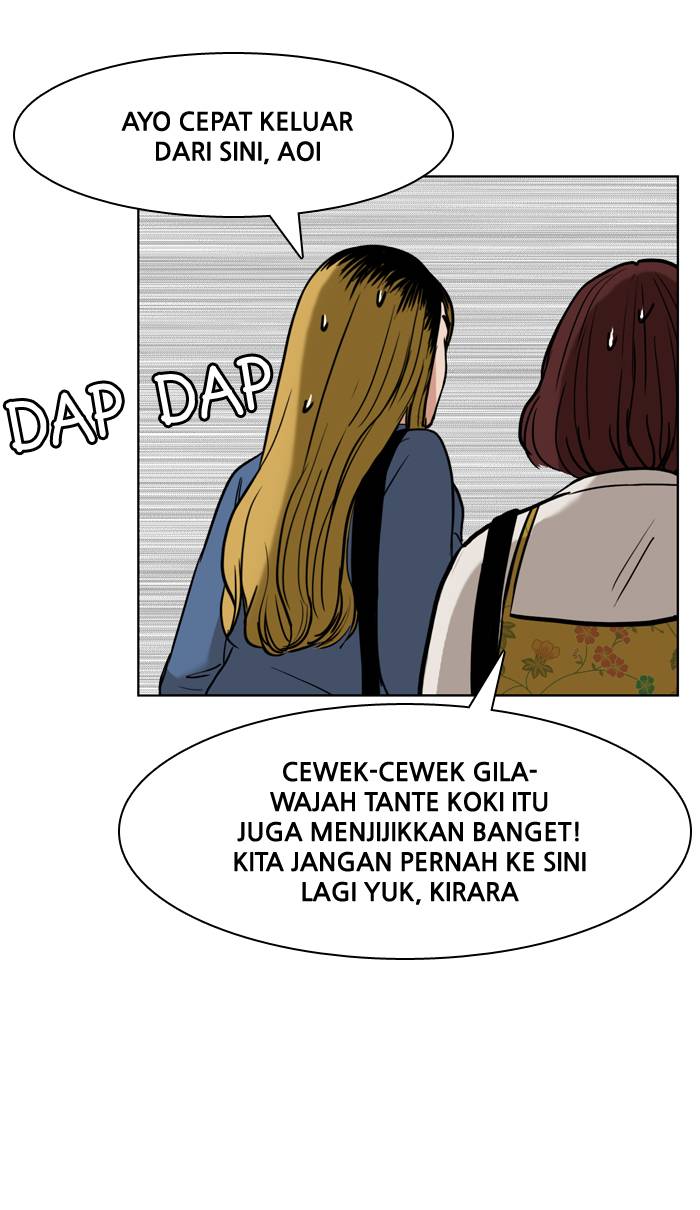 AYO CEPAT KELUAR
DARI SINI, AOI
DAP DAP
CEWEK-CEWEK GILA-
WAJAH TANTE KOKI ITU
JUGA MENJIJIKKAN BANGET!
KITA JANGAN PERNAH KE SINI
LAGI YUK, KIRARA